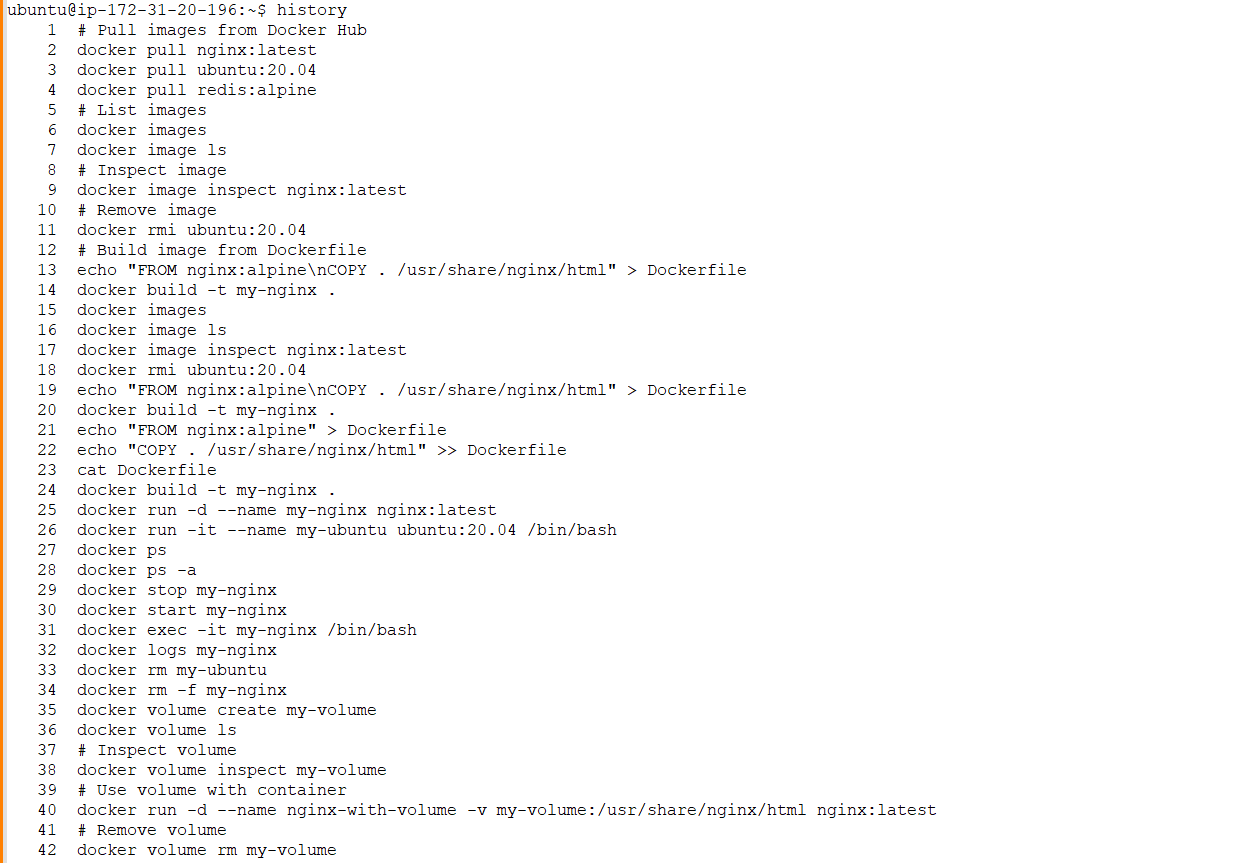 ubuntu@ip-172-31-20-196:~$ history
1 # Pull images from Docker Hub
2 docker pull nginx:latest
3 docker pull ubuntu:20.04
4 docker pull redis:alpine
5 # List images
6 docker images
7 docker image ls
8 # Inspect image
9 docker image inspect nginx:latest
10 # Remove image
11 docker rmi ubuntu:20.04
12 # Build image from Dockerfile
13 echo "FROM nginx:alpine\nCOPY . /usr/share/nginx/html" > Dockerfile
14 docker build -t my-nginx .
15 docker images
16 docker image ls
17 docker image inspect nginx:latest
18 docker rmi ubuntu:20.04
19 echo "FROM nginx:alpine\nCOPY . /usr/share/nginx/html" > Dockerfile
20 docker build -t my-nginx .
21 echo "FROM nginx:alpine" > Dockerfile
22 echo "COPY . /usr/share/nginx/html" >> Dockerfile
23 cat Dockerfile
24 docker build -t my-nginx .
25 docker run -d --name my-nginx nginx:latest
26 docker run -it --name my-ubuntu ubuntu:20.04 /bin/bash
27 docker ps
28 docker ps -a
29 docker stop my-nginx
30 docker start my-nginx
31 docker exec -it my-nginx /bin/bash
32 docker logs my-nginx
33 docker rm my-ubuntu
34 docker rm -f my-nginx
35 docker volume create my-volume
36 docker volume ls
37 # Inspect volume
38 docker volume inspect my-volume
39 # Use volume with container
40 docker run -d --name nginx-with-volume -v my-volume:/usr/share/nginx/html nginx:latest
41 # Remove volume
42 docker volume rm my-volume